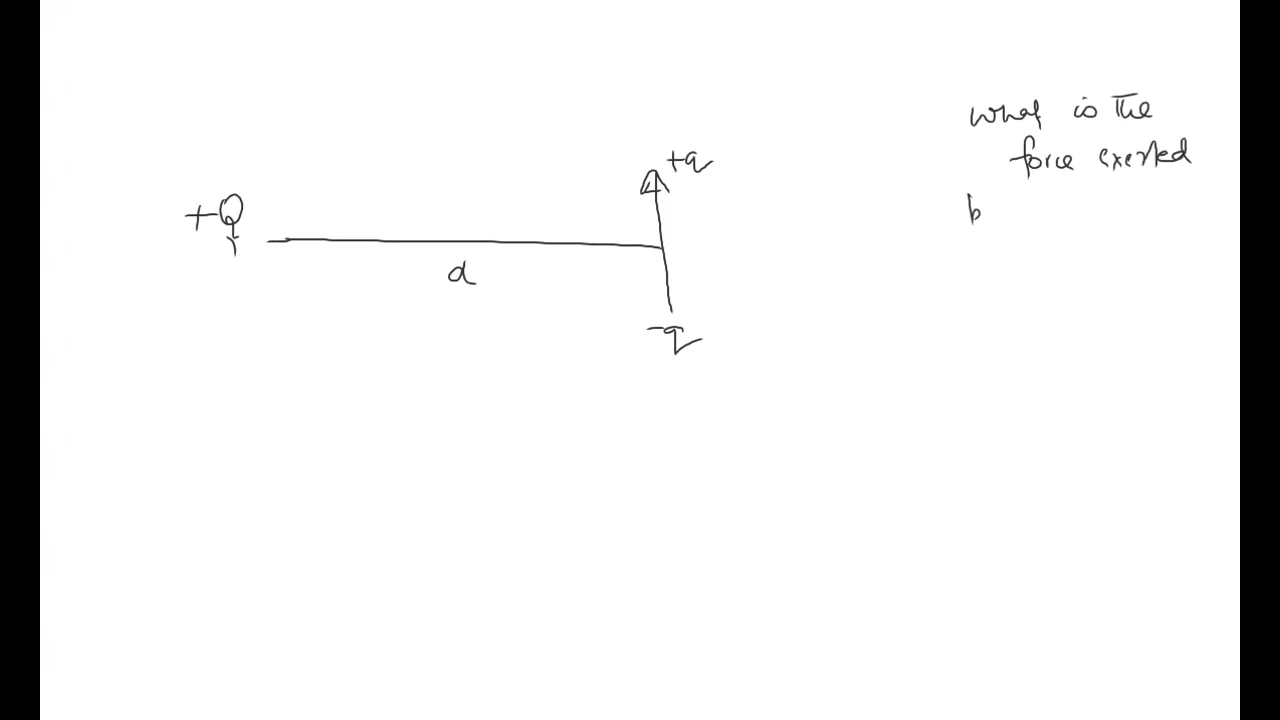 what is the
force exerted
b
+q
+Q
d
-q